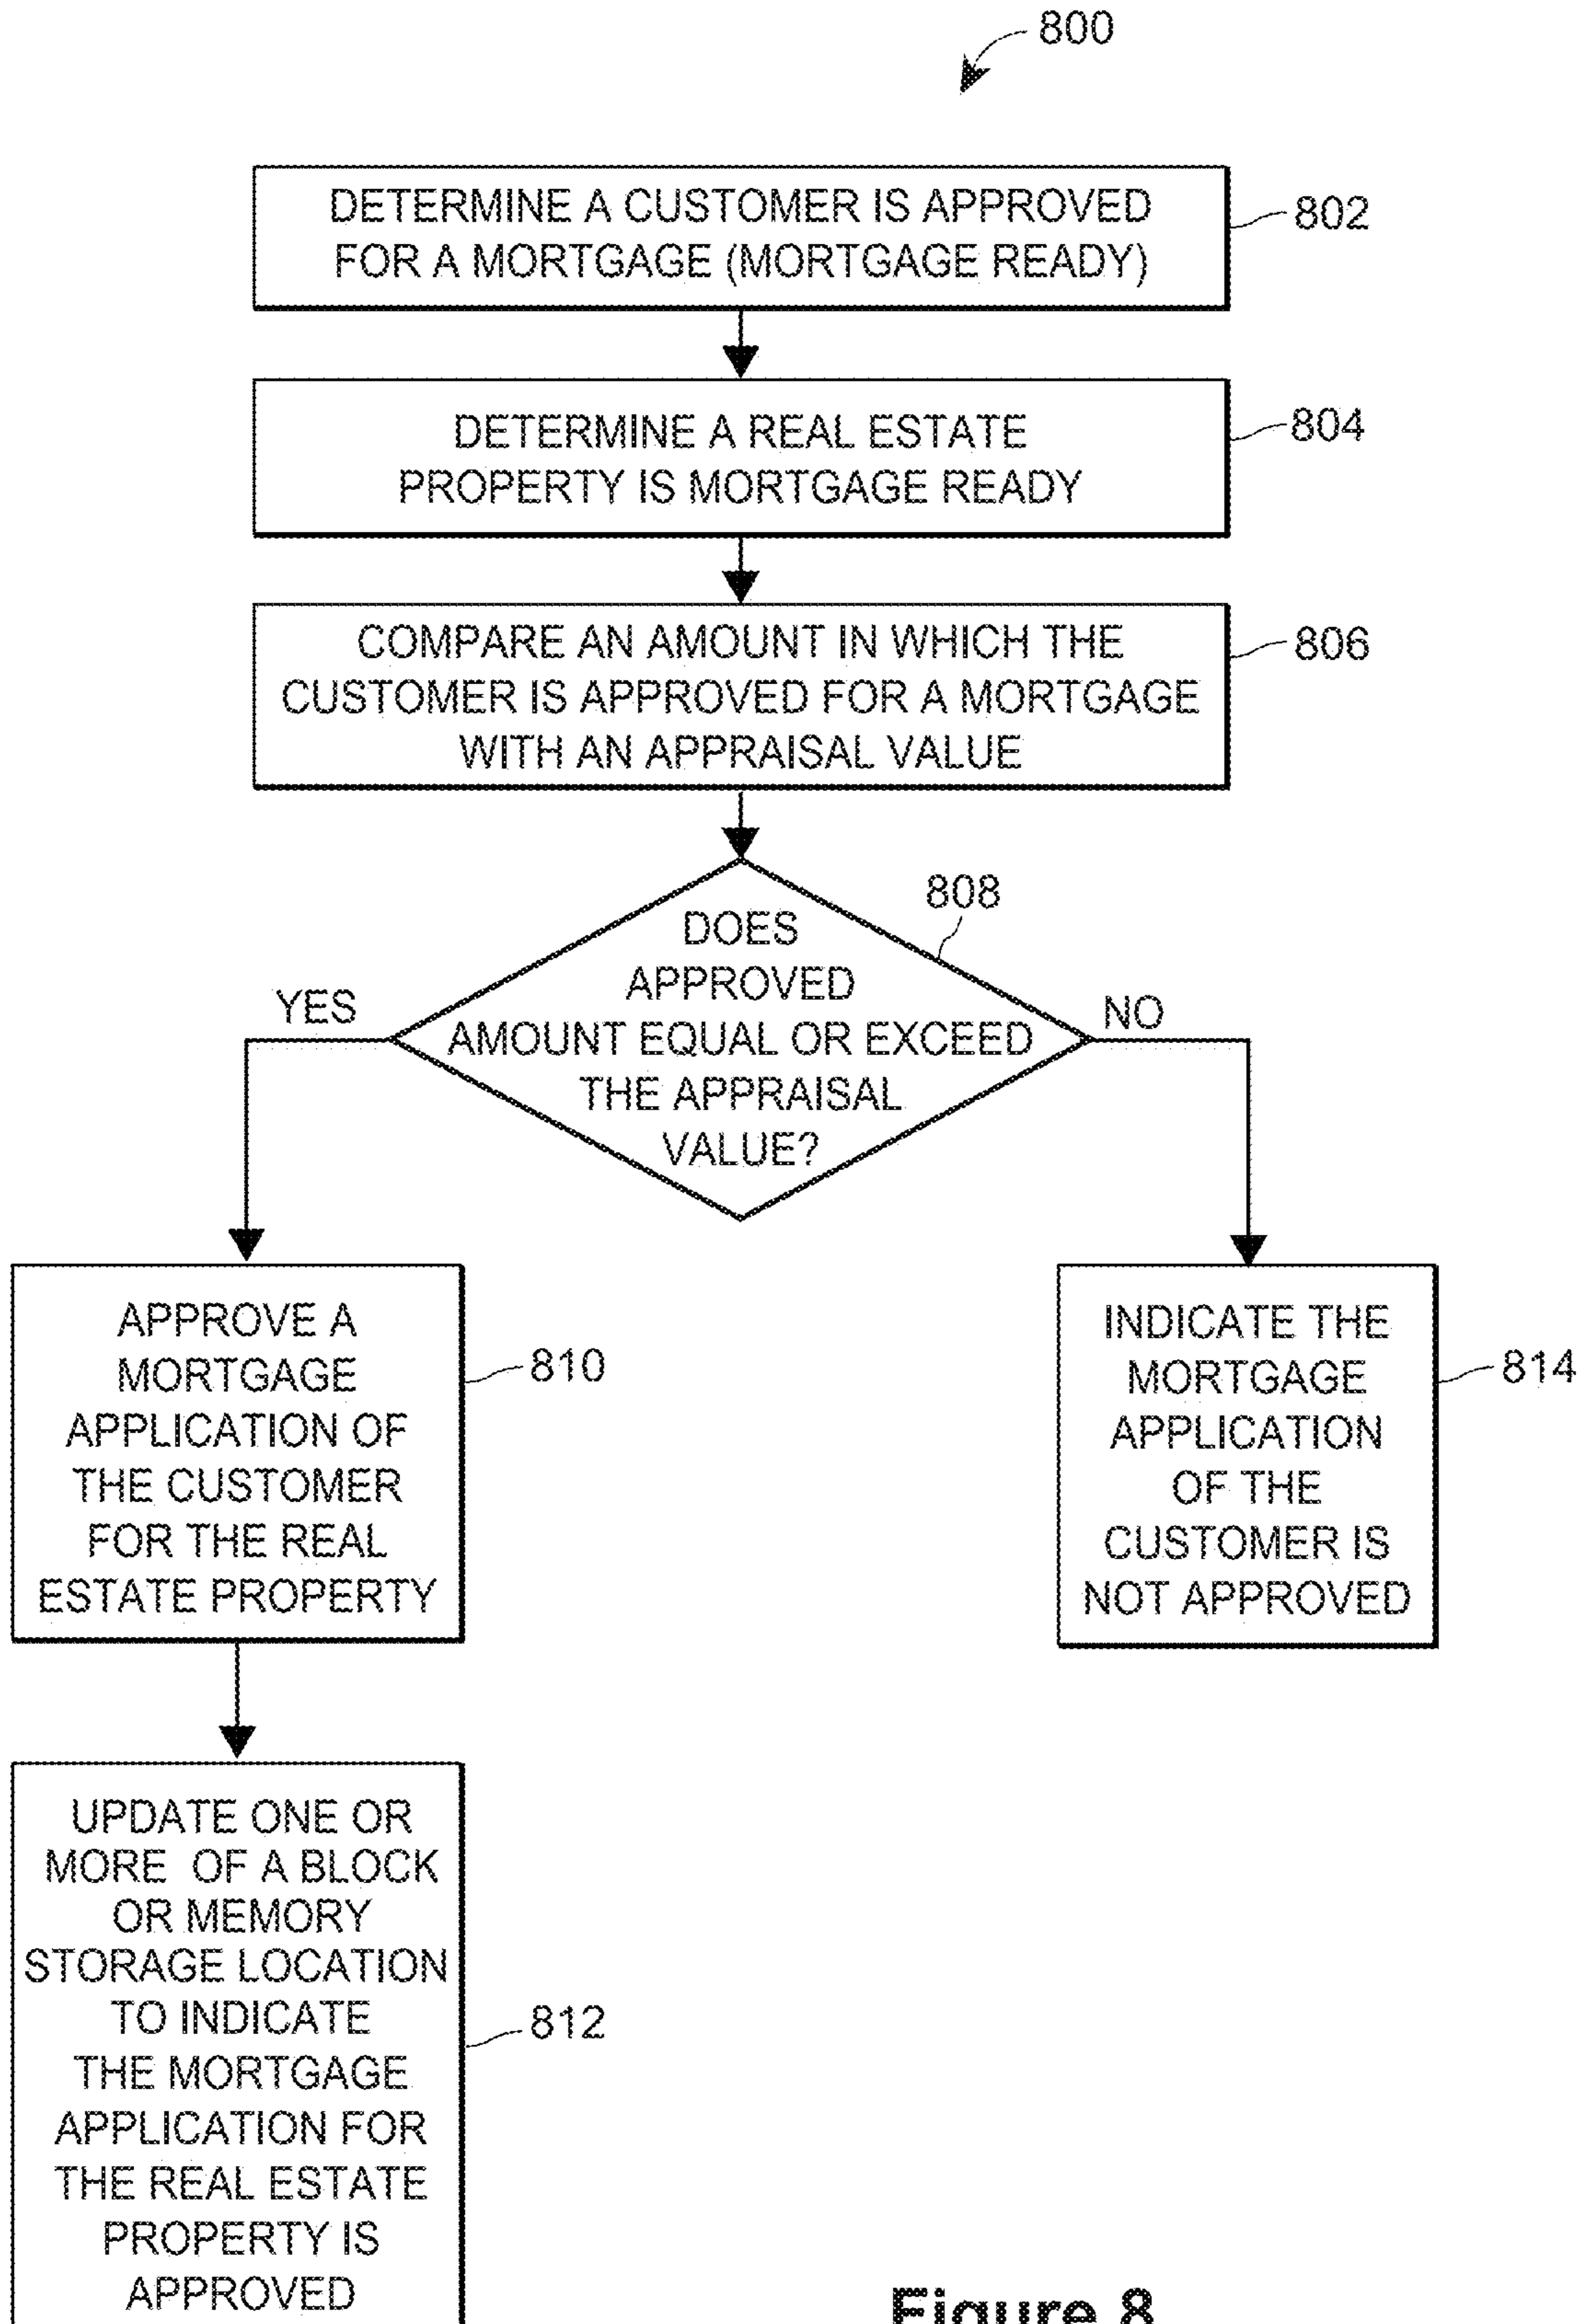 800
DETERMINE A CUSTOMER IS APPROVED
FOR A MORTGAGE (MORTGAGE READY)
802
DETERMINE A REAL ESTATE
PROPERTY IS MORTGAGE READY
804
COMPARE AN AMOUNT IN WHICH THE
CUSTOMER IS APPROVED FOR A MORTGAGE
WITH AN APPRAISAL VALUE
806
808
DOES
APPROVED
AMOUNT EQUAL OR EXCEED
THE APPRAISAL
VALUE?
YES
NO
APPROVE A
MORTGAGE
APPLICATION OF
THE CUSTOMER
FOR THE REAL
ESTATE PROPERTY
810
INDICATE THE
MORTGAGE
APPLICATION
OF THE
CUSTOMER IS
NOT APPROVED
814
UPDATE ONE OR
MORE OF A BLOCK
OR MEMORY
STORAGE LOCATION
TO INDICATE
THE MORTGAGE
APPLICATION FOR
THE REAL ESTATE
PROPERTY IS
APPROVED
812
Figure 8